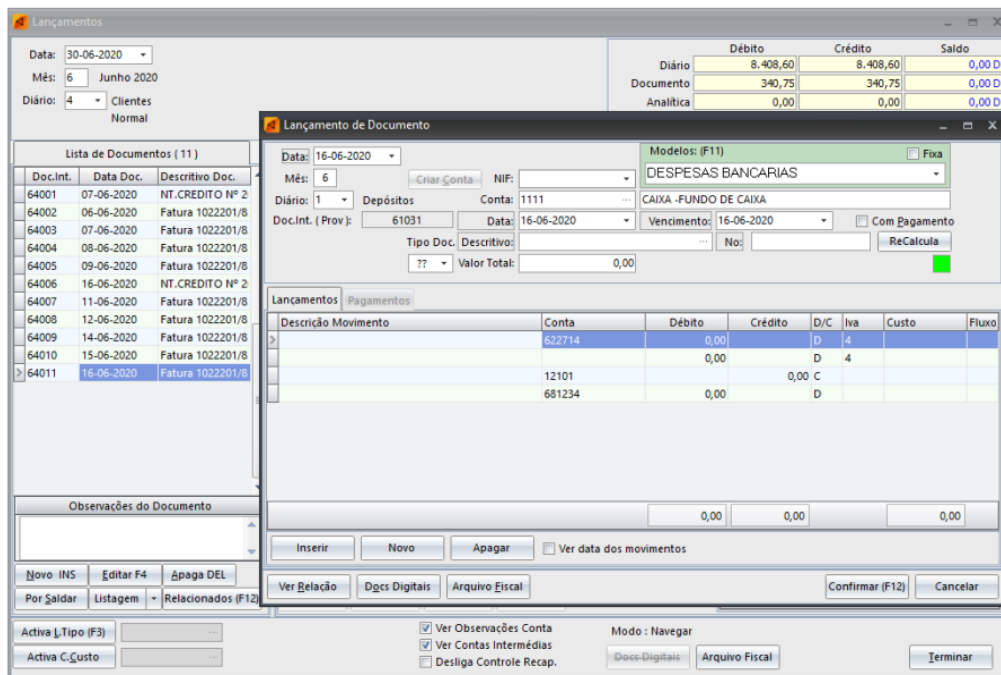 Lançamentos
Data: 30-06-2020
Mês: 6 Junho 2020
Diário: 4 Clientes
Normal
Débito Crédito Saldo
Diário 8.408,60 8.408,60 0,00 D
Documento 340,75 340,75 0,00 D
Analítica 0,00 0,00 0,00 D
Lista de Documentos ( 11 )
Doc.Int. Data Doc. Descritivo Doc.
64001 07-06-2020 NT.CREDITO Nº 2
64002 06-06-2020 Fatura 1022201/8
64003 07-06-2020 Fatura 1022201/8
64004 08-06-2020 Fatura 1022201/8
64005 09-06-2020 Fatura 1022201/8
64006 16-06-2020 NT.CREDITO Nº 2
64007 11-06-2020 Fatura 1022201/8
64008 12-06-2020 Fatura 1022201/8
64009 14-06-2020 Fatura 1022201/8
64010 15-06-2020 Fatura 1022201/8
64011 16-06-2020 Fatura 1022201/8
Observações do Documento
Novo INS Editar F4 Apaga DEL
Por Saldar Listagem Relacionados (F12)
Lançamento de Documento
Data: 16-06-2020
Modelos: (F11) Fixa
DESPESAS BANCARIAS
Mês: 6 Criar Conta NIF:
Diário: 1 Depósitos Conta: 1111 ... CAIXA -FUNDO DE CAIXA
Doc.Int. ( Prov ): 61031 Data: 16-06-2020 Vencimento: 16-06-2020 Com Pagamento
Tipo Doc. Descritivo: ... No: ReCalcula
?? Valor Total: 0,00
Lançamentos Pagamentos
Descrição Movimento Conta Débito Crédito D/C Iva Custo Fluxo
622714 0,00 D 4
0,00 D 4
12101 0,00 C
681234 0,00 D
0,00 0,00 0,00
Inserir Novo Apagar Ver data dos movimentos
Ver Relação Docs Digitais Arquivo Fiscal Confirmar (F12) Cancelar
Activa L.Tipo (F3) ...
Activa C.Custo ...
Ver Observações Conta
Ver Contas Intermédias
Desliga Controle Recap.
Modo : Navegar
Docs Digitais Arquivo Fiscal Terminar